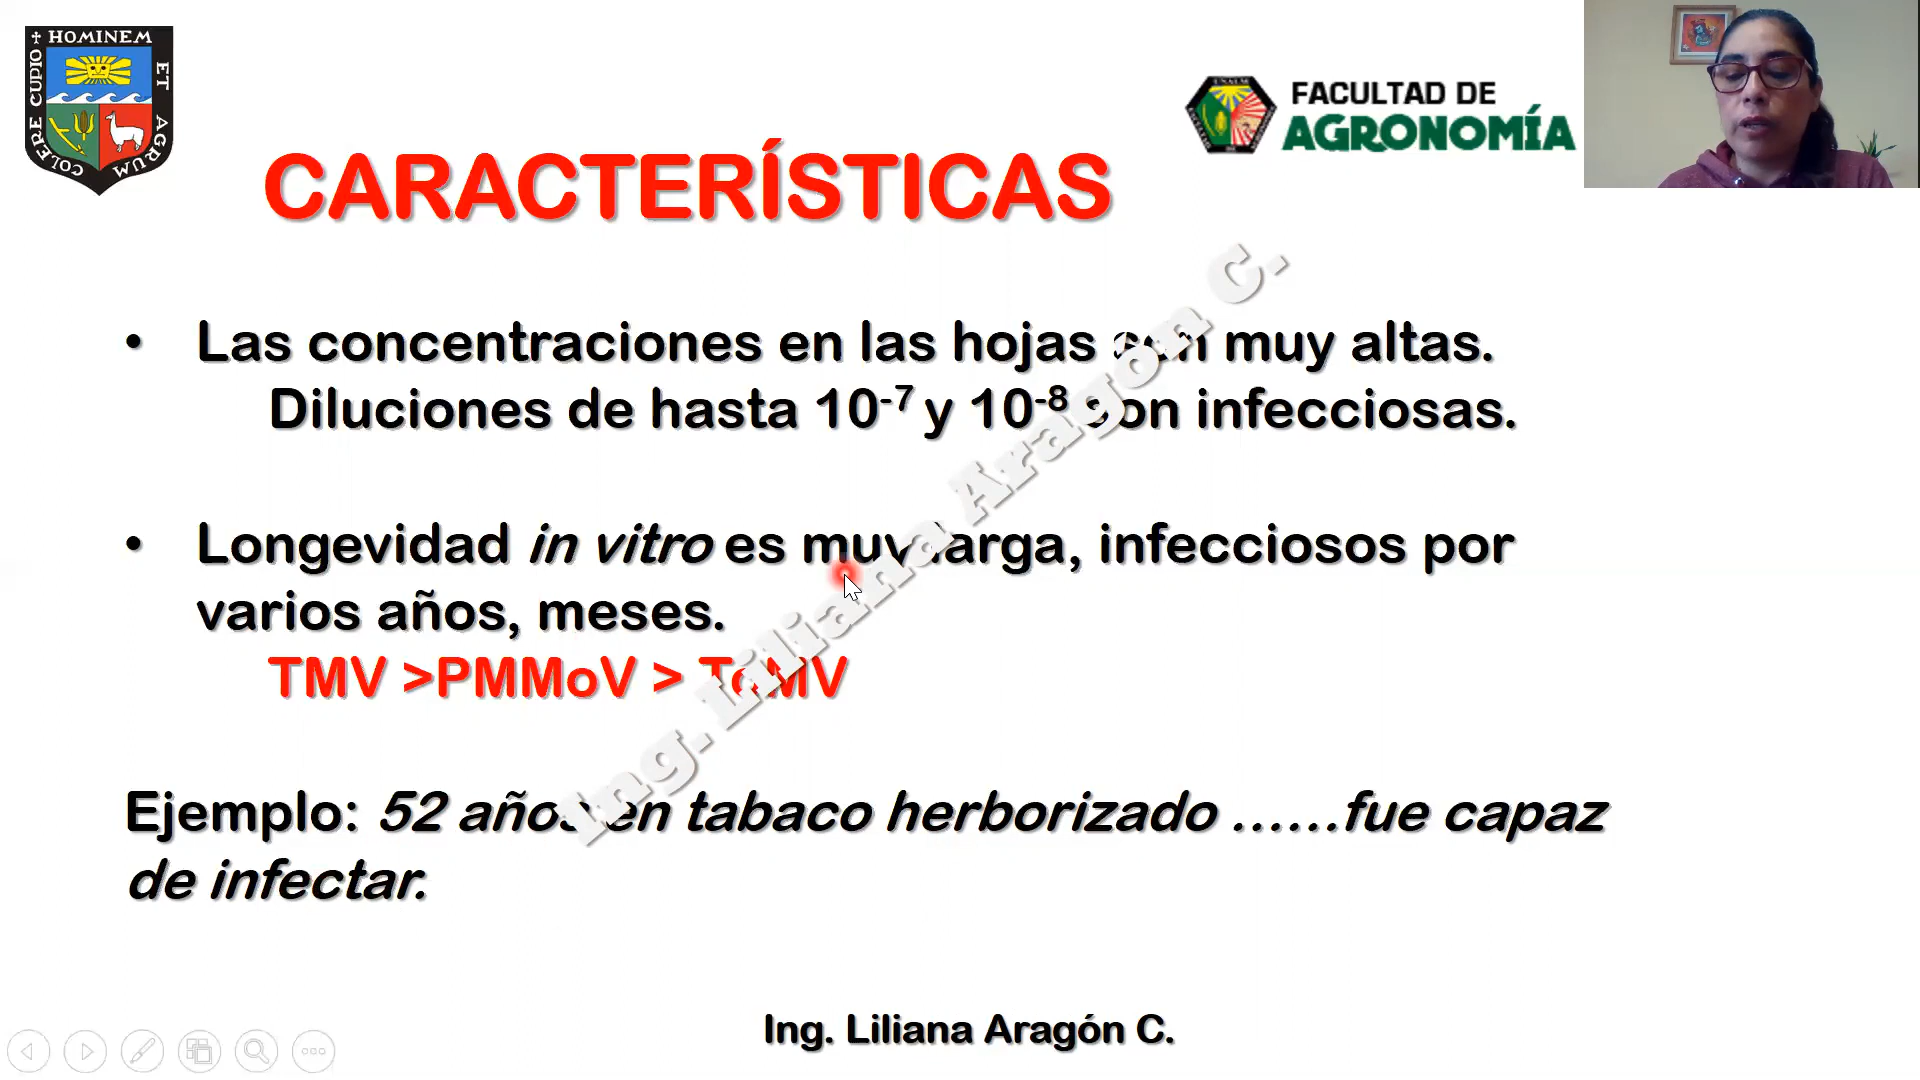 COLERE CUPIO HOMINEM ET AGRUM
FACULTAD DE
AGRONOMÍA
CARACTERÍSTICAS
• Las concentraciones en las hojas son muy altas.
Diluciones de hasta 10⁻⁷ y 10⁻⁸ son infecciosas.
• Longevidad in vitro es muy larga, infecciosos por
varios años, meses.
TMV >PMMoV > ToMV
Ejemplo: 52 años en tabaco herborizado ......fue capaz
de infectar.
Ing. Liliana Aragón C.
Ing. Liliana Aragón C.